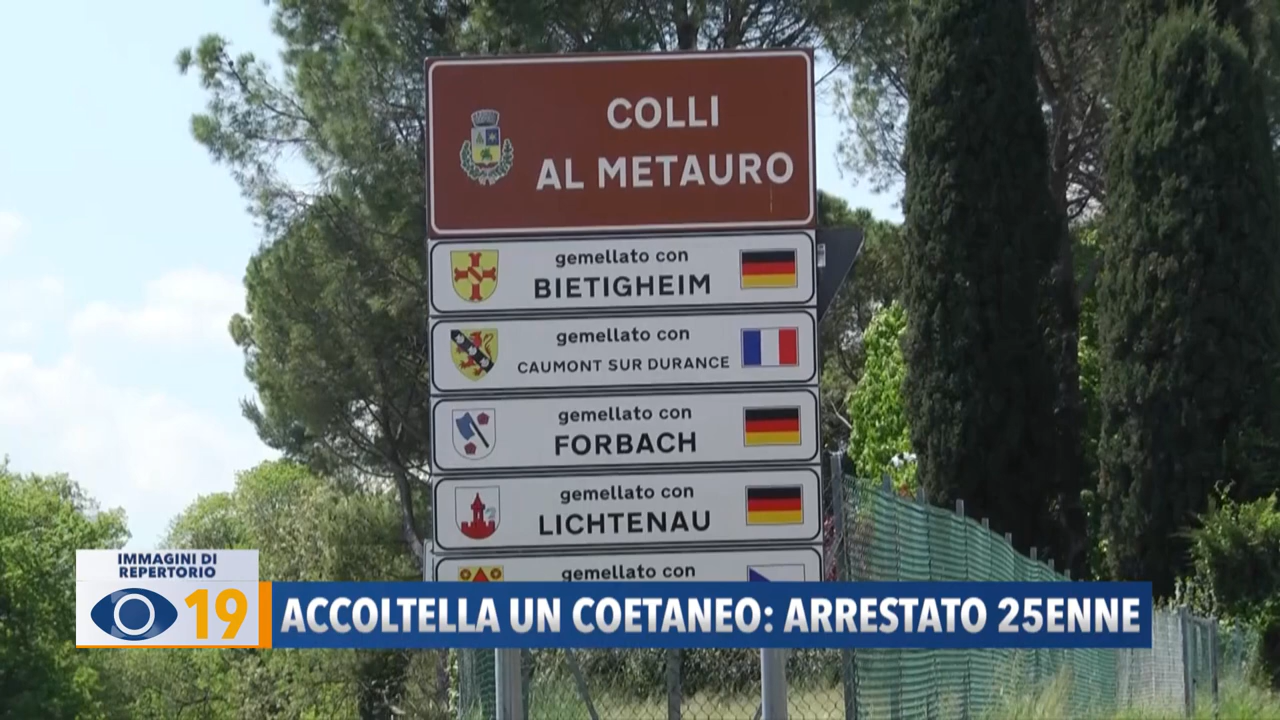 COLLI
AL METAURO
gemellato con
BIETIGHEIM
gemellato con
CAUMONT SUR DURANCE
gemellato con
FORBACH
gemellato con
LICHTENAU
gemellato con
IMMAGINI DI
REPERTORIO
19
ACCOLTELLA UN COETANEO: ARRESTATO 25ENNE